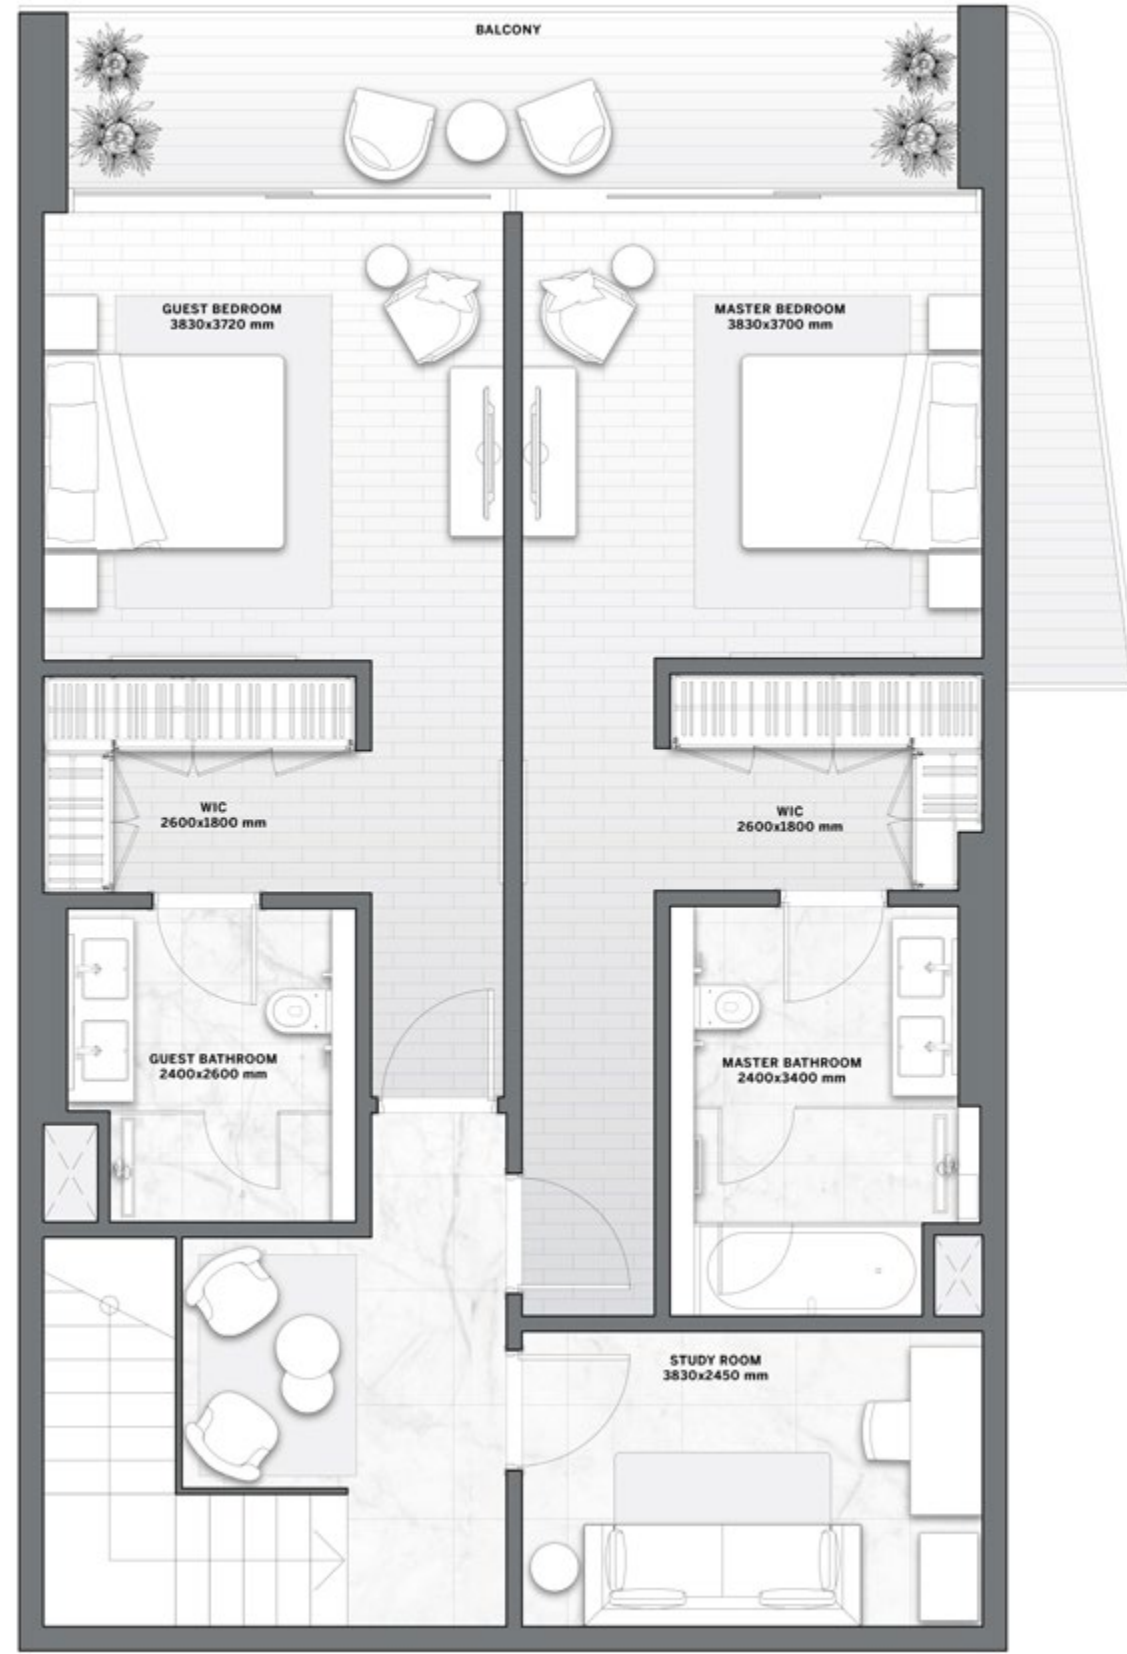 BALCONY
GUEST BEDROOM
3830x3720 mm
MASTER BEDROOM
3830x3700 mm
WIC
2600x1800 mm
WIC
2600x1800 mm
GUEST BATHROOM
2400x2600 mm
MASTER BATHROOM
2400x3400 mm
STUDY ROOM
3830x2450 mm